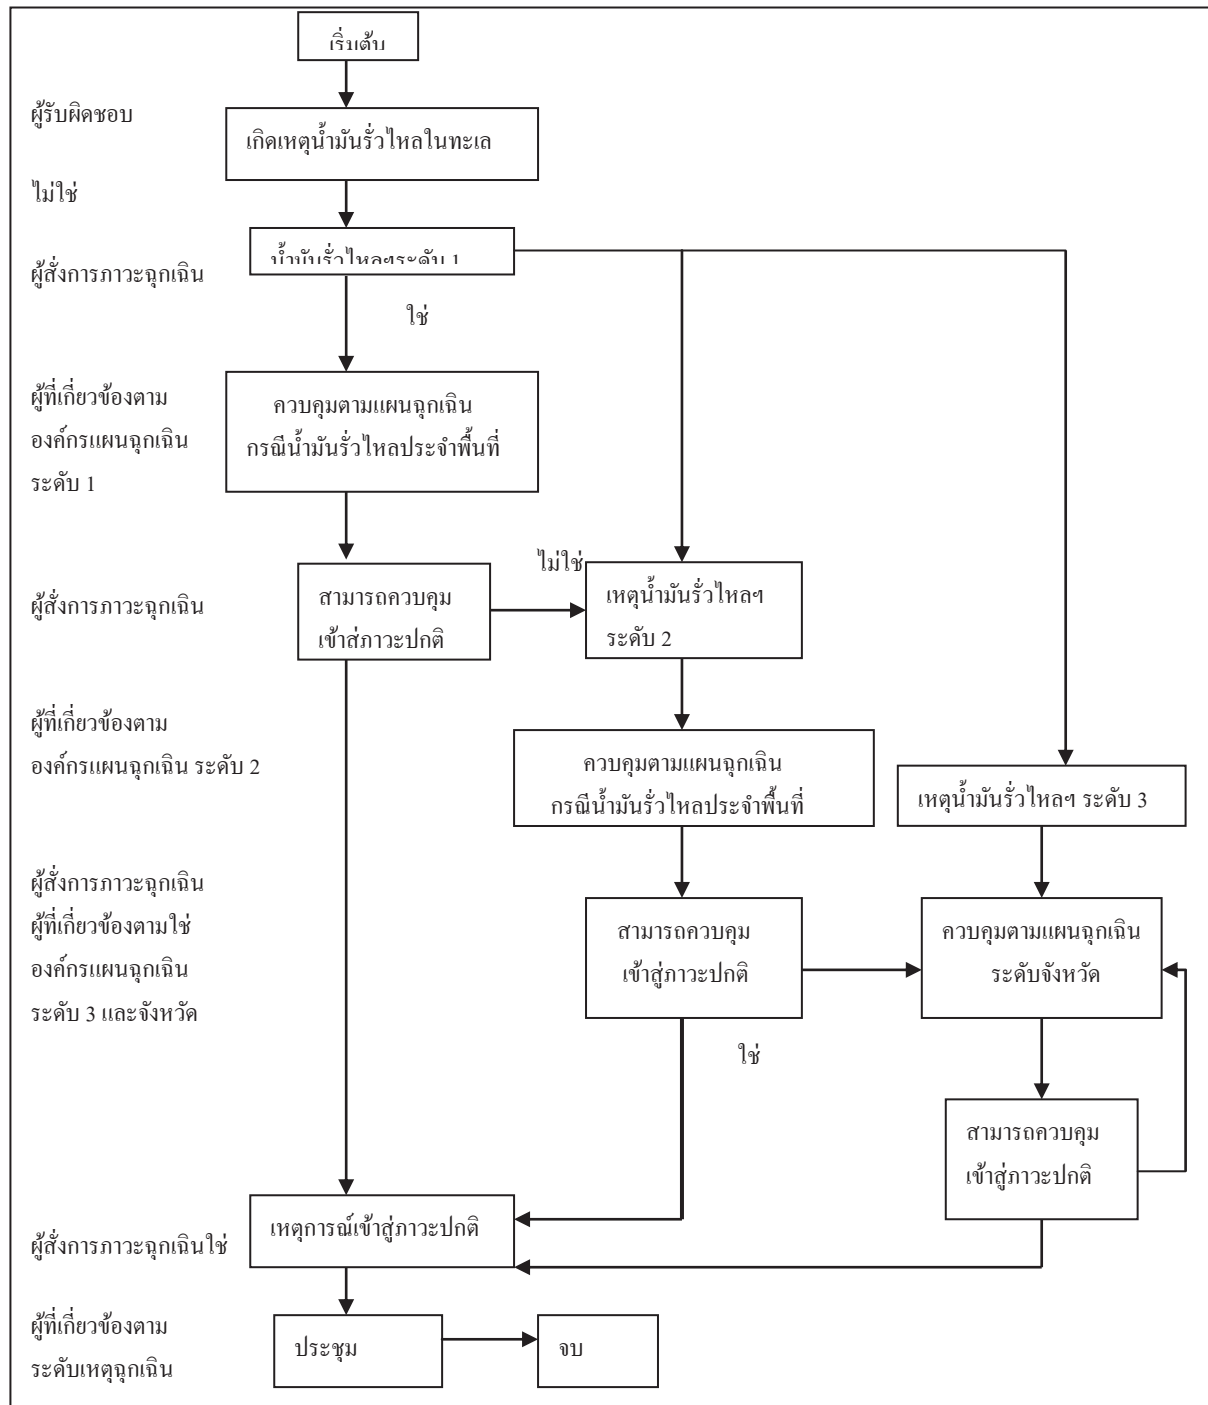 เริ่มต้น
ผู้รับผิดชอบ
เกิดเหตุน้ำมันรั่วไหลในทะเล
ไม่ใช่
น้ำมันรั่วไหลฯระดับ 1
ผู้สั่งการภาวะฉุกเฉิน
ใช่
ผู้ที่เกี่ยวข้องตาม
องค์กรแผนฉุกเฉิน
ระดับ 1
ควบคุมตามแผนฉุกเฉิน
กรณีน้ำมันรั่วไหลประจำพื้นที่
ไม่ใช่
ผู้สั่งการภาวะฉุกเฉิน
สามารถควบคุม
เข้าสู่ภาวะปกติ
เหตุน้ำมันรั่วไหลฯ
ระดับ 2
ผู้ที่เกี่ยวข้องตาม
องค์กรแผนฉุกเฉิน ระดับ 2
ควบคุมตามแผนฉุกเฉิน
กรณีน้ำมันรั่วไหลประจำพื้นที่
เหตุน้ำมันรั่วไหลฯ ระดับ 3
ผู้สั่งการภาวะฉุกเฉิน
ผู้ที่เกี่ยวข้องตามใช่
องค์กรแผนฉุกเฉิน
ระดับ 3 และจังหวัด
สามารถควบคุม
เข้าสู่ภาวะปกติ
ควบคุมตามแผนฉุกเฉิน
ระดับจังหวัด
ใช่
สามารถควบคุม
เข้าสู่ภาวะปกติ
เหตุการณ์เข้าสู่ภาวะปกติ
ผู้สั่งการภาวะฉุกเฉินใช่
ผู้ที่เกี่ยวข้องตาม
ระดับเหตุฉุกเฉิน
ประชุม
จบ